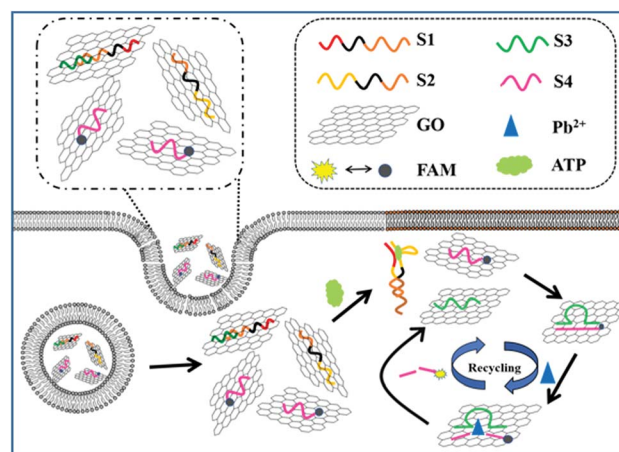 S1
S3
S2
S4
GO
Pb²⁺
FAM
ATP
Recycling